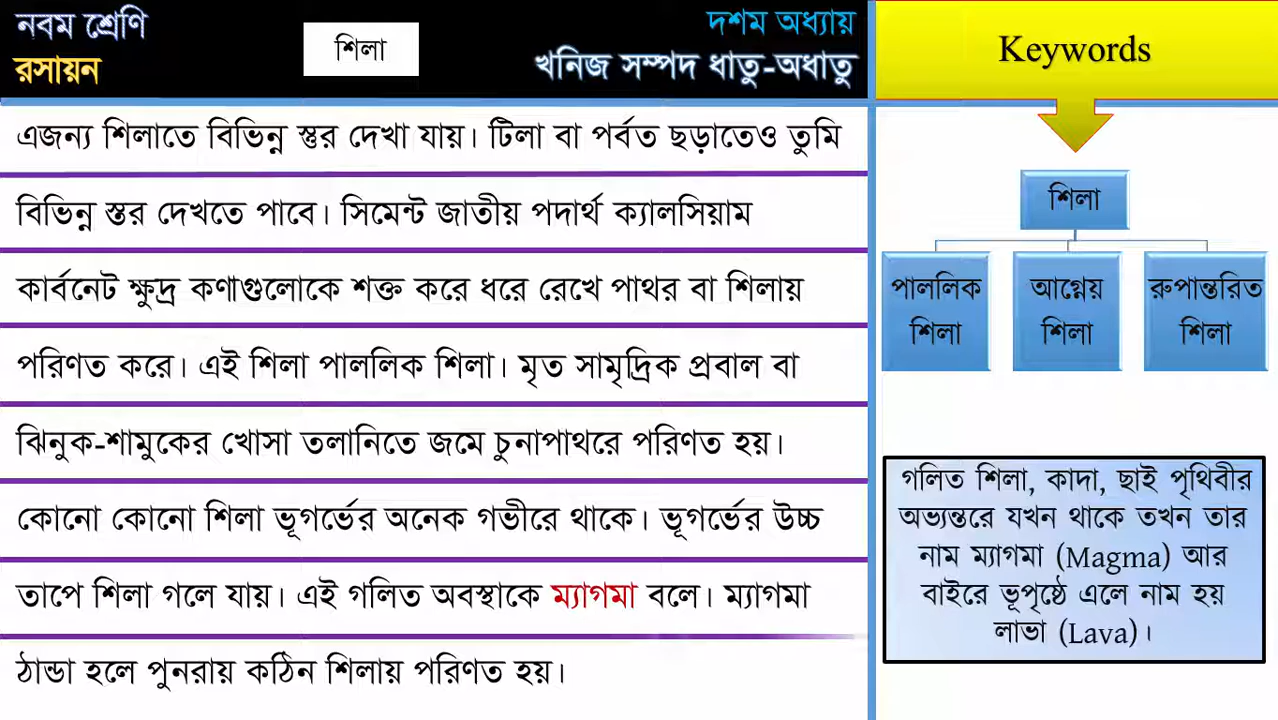 নবম শ্রেণি
রসায়ন
শিলা
দশম অধ্যায়
খনিজ সম্পদ ধাতু-অধাতু
এজন্য শিলাতে বিভিন্ন স্তুর দেখা যায়। টিলা বা পর্বত ছড়াতেও তুমি
বিভিন্ন স্তর দেখতে পাবে। সিমেন্ট জাতীয় পদার্থ ক্যালসিয়াম
কার্বনেট ক্ষুদ্র কণাগুলোকে শক্ত করে ধরে রেখে পাথর বা শিলায়
পরিণত করে। এই শিলা পাললিক শিলা। মৃত সামৃদ্রিক প্রবাল বা
ঝিনুক-শামুকের খোসা তলানিতে জমে চুনাপাথরে পরিণত হয়।
কোনো কোনো শিলা ভূগর্ভের অনেক গভীরে থাকে। ভূগর্ভের উচ্চ
তাপে শিলা গলে যায়। এই গলিত অবস্থাকে ম্যাগমা বলে। ম্যাগমা
ঠান্ডা হলে পুনরায় কঠিন শিলায় পরিণত হয়।
Keywords
শিলা
পাললিক
শিলা
আগ্নেয়
শিলা
রুপান্তরিত
শিলা
গলিত শিলা, কাদা, ছাই পৃথিবীর
অভ্যন্তরে যখন থাকে তখন তার
নাম ম্যাগমা (Magma) আর
বাইরে ভূপৃষ্ঠে এলে নাম হয়
লাভা (Lava)।